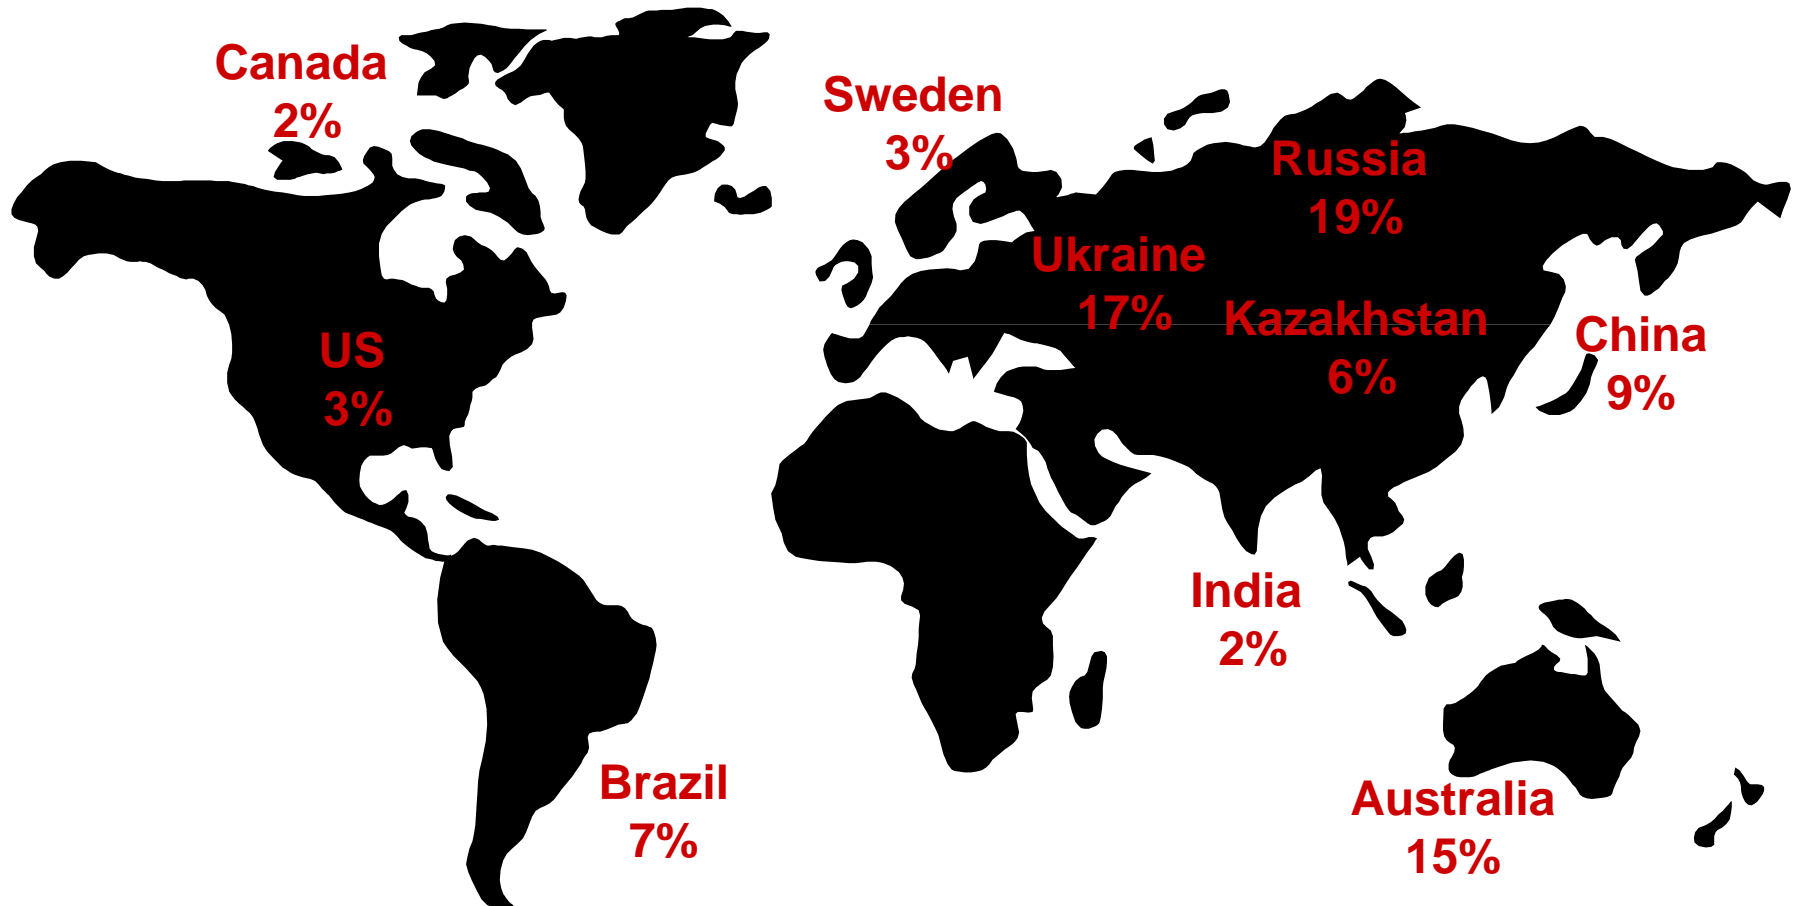 Canada
2%
Sweden
3%
Russia
19%
Ukraine
17%
Kazakhstan
6%
China
9%
US
3%
India
2%
Brazil
7%
Australia
15%